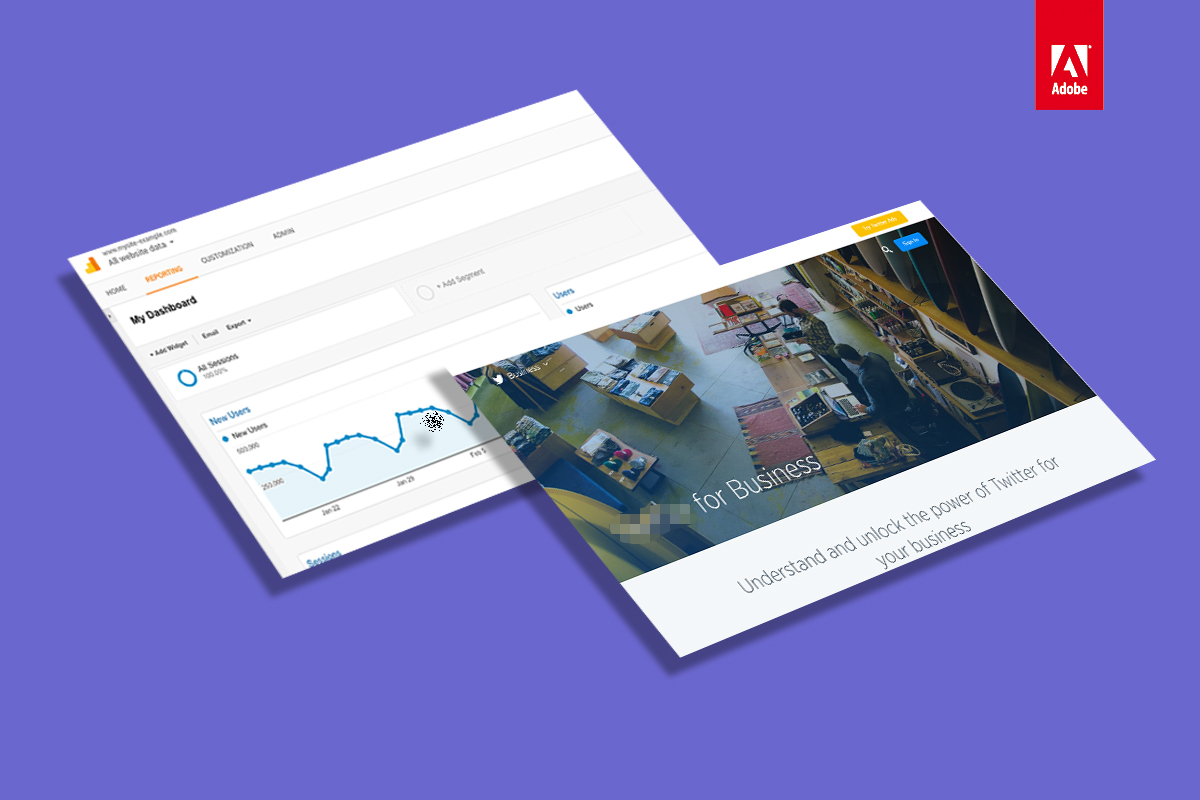 Adobe
www.mysite-example.com
All website data
HOME
REPORTING
CUSTOMIZATION
ADMIN
My Dashboard
+ Add Widget
Email
Export
All Sessions
100.00%
+ Add Segment
New Users
New Users
500,000
250,000
Jan 22
Jan 29
Feb 5
Users
Users
Sessions
Try Twitter Ads
Sign in
Business
for Business
Understand and unlock the power of Twitter for
your business